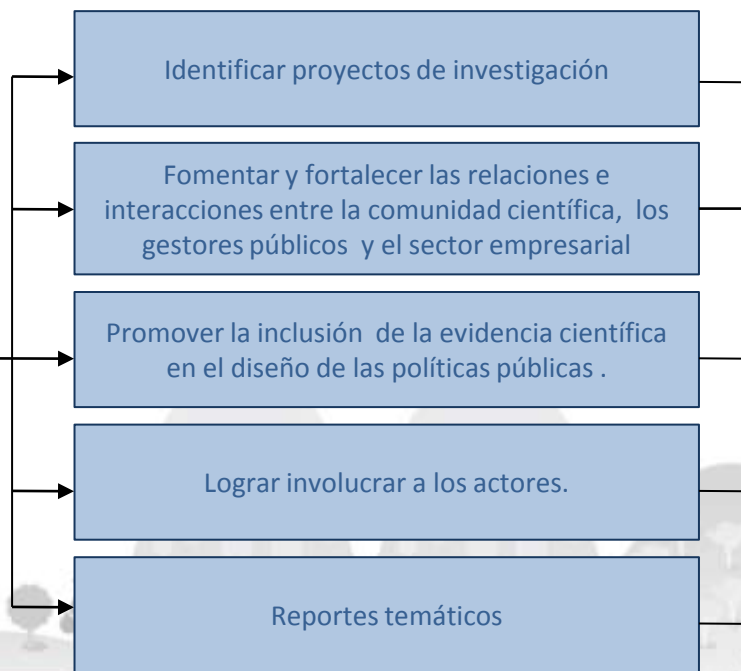 Identificar proyectos de investigación
Fomentar y fortalecer las relaciones e
interacciones entre la comunidad científica, los
gestores públicos y el sector empresarial
Promover la inclusión de la evidencia científica
en el diseño de las políticas públicas .
Lograr involucrar a los actores.
Reportes temáticos